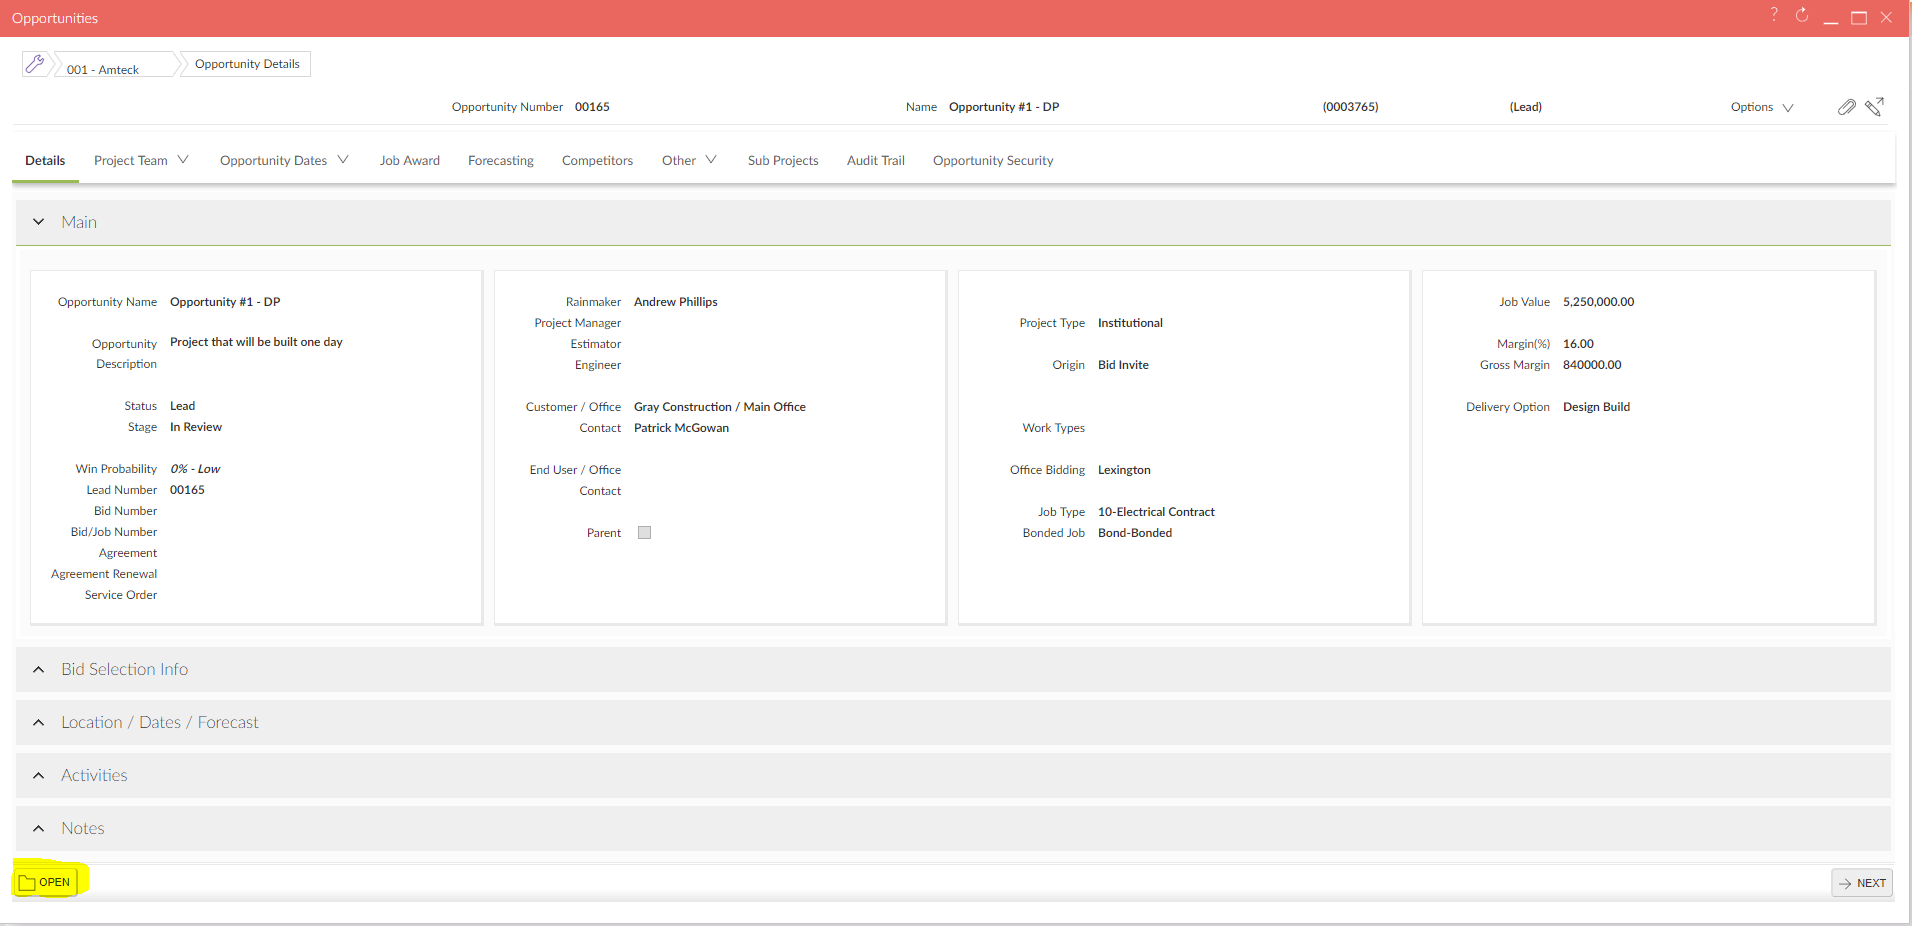 Opportunities
?
001 - Amteck
Opportunity Details
Opportunity Number 00165 Name Opportunity #1 - DP (0003765) (Lead) Options
Details Project Team Opportunity Dates Job Award Forecasting Competitors Other Sub Projects Audit Trail Opportunity Security
Main
Opportunity Name Opportunity #1 - DP
Opportunity Description Project that will be built one day
Status Lead
Stage In Review
Win Probability 0% - Low
Lead Number 00165
Bid Number
Bid/Job Number
Agreement
Agreement Renewal
Service Order
Rainmaker Andrew Phillips
Project Manager
Estimator
Engineer
Customer / Office Gray Construction / Main Office
Contact Patrick McGowan
End User / Office
Contact
Parent
Project Type Institutional
Origin Bid Invite
Work Types
Office Bidding Lexington
Job Type 10-Electrical Contract
Bonded Job Bond-Bonded
Job Value 5,250,000.00
Margin(%) 16.00
Gross Margin 840000.00
Delivery Option Design Build
Bid Selection Info
Location / Dates / Forecast
Activities
Notes
OPEN
NEXT